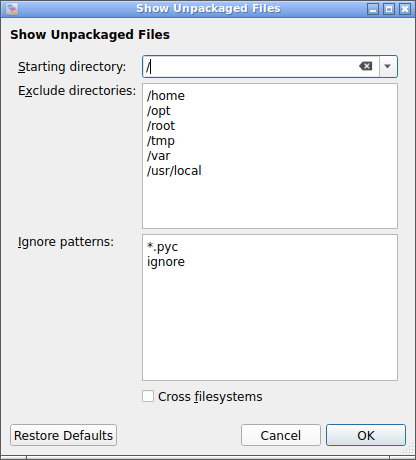 Show Unpackaged Files
Show Unpackaged Files
Starting directory: /
Exclude directories:
/home
/opt
/root
/tmp
/var
/usr/local
Ignore patterns:
*.pyc
ignore
Cross filesystems
Restore Defaults Cancel OK